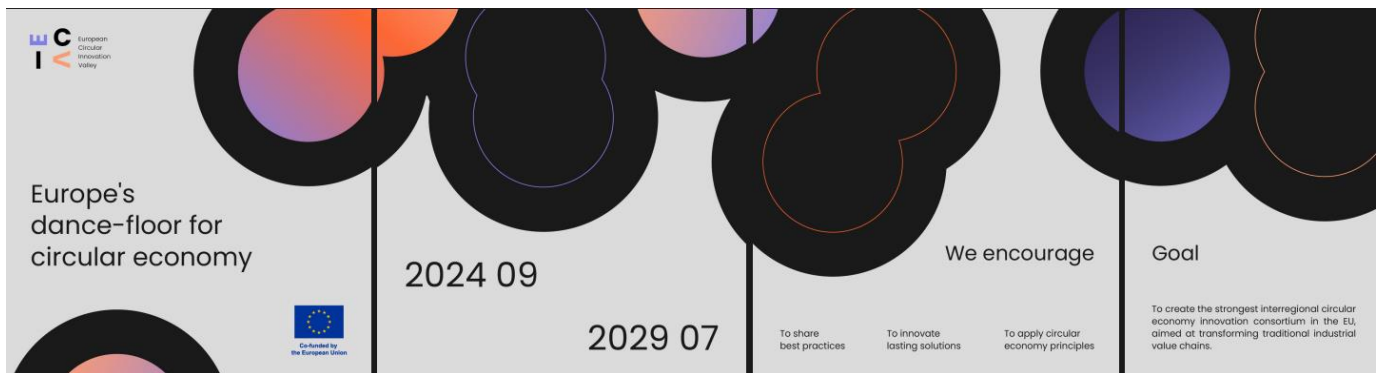 E C
I V
European
Circular
Innovation
Valley
Europe's
dance-floor for
circular economy
Co-funded by
the European Union
2024 09
2029 07
We encourage
To share
best practices
To innovate
lasting solutions
To apply circular
economy principles
Goal
To create the strongest interregional circular
economy innovation consortium in the EU,
aimed at transforming traditional industrial
value chains.